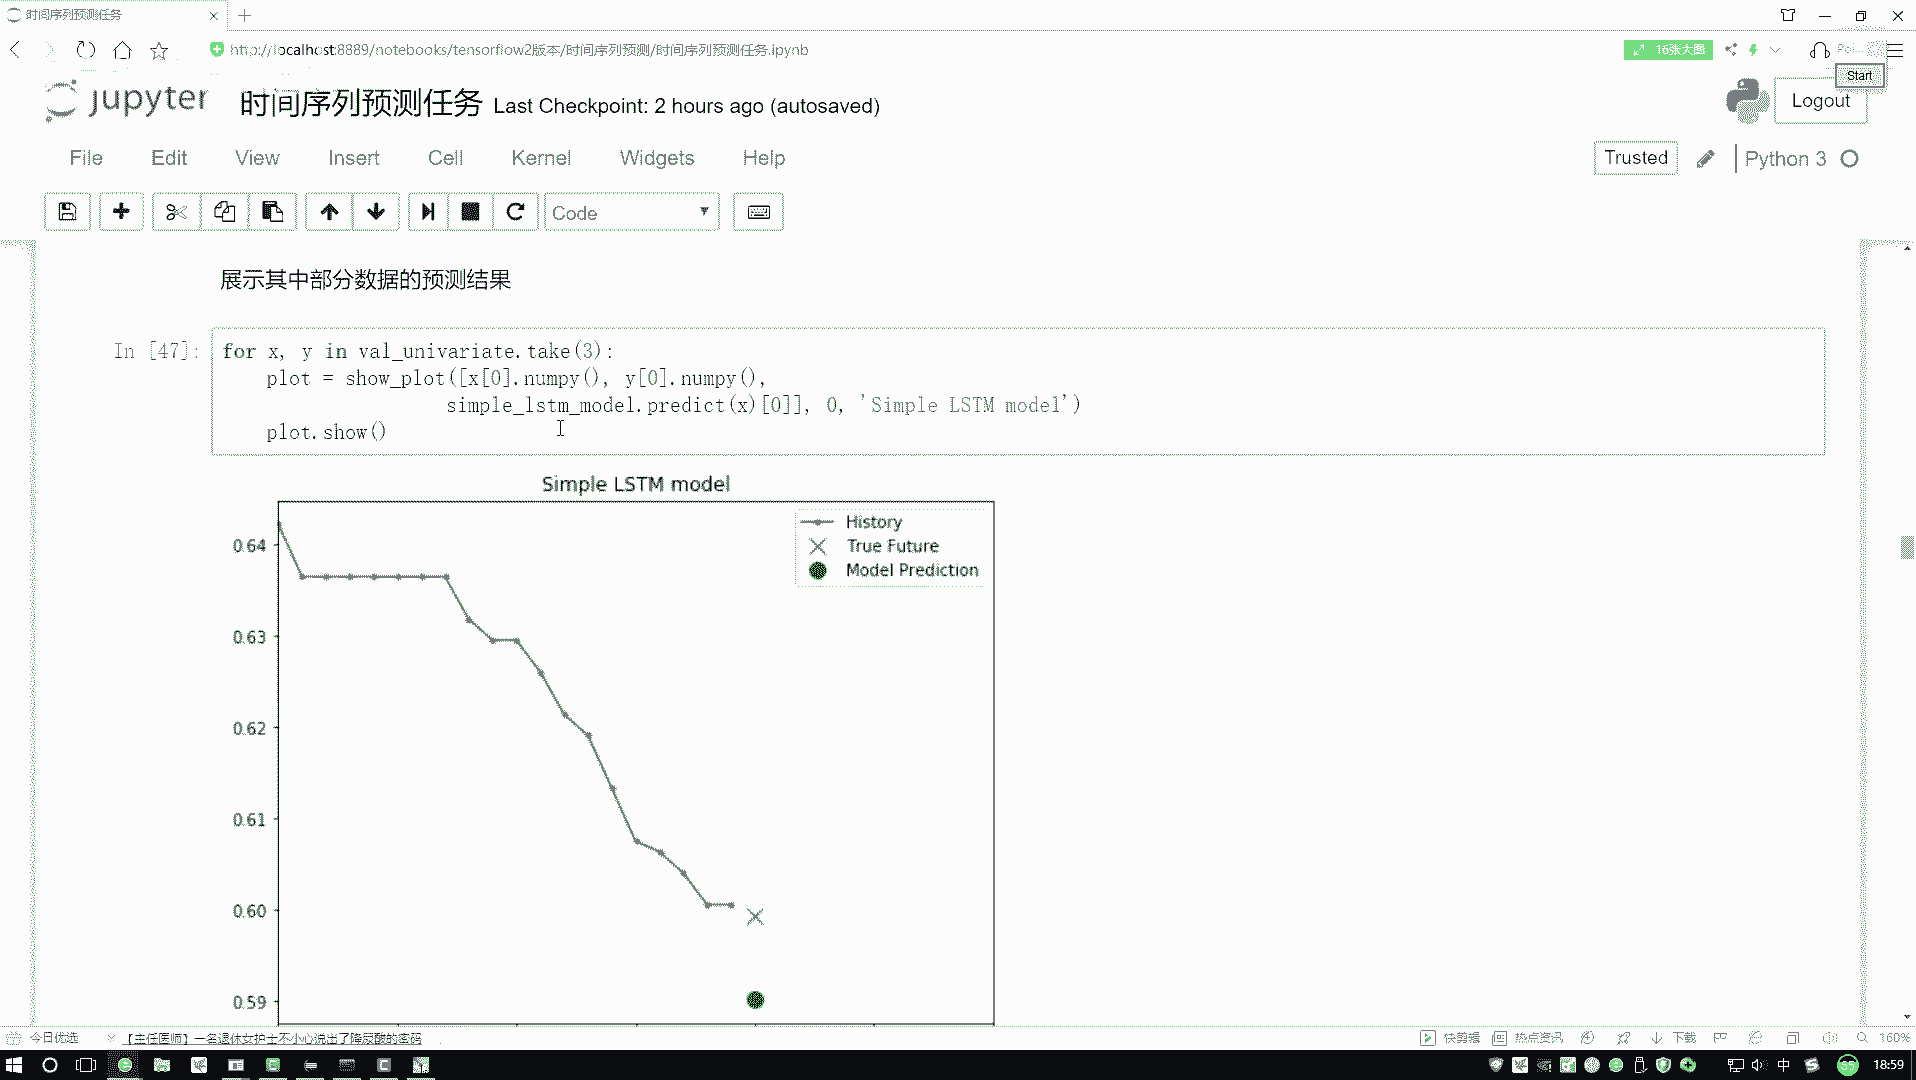 时间序列预测任务
http://localhost:8889/notebooks/tensorflow2版本/时间序列预测/时间序列预测任务.ipynb
16张大图
Start
jupyter 时间序列预测任务 Last Checkpoint: 2 hours ago (autosaved)
Logout
File Edit View Insert Cell Kernel Widgets Help
Trusted Python 3
Code
展示其中部分数据的预测结果
In [47]: for x, y in val_univariate.take(3):
plot = show_plot([x[0].numpy(), y[0].numpy(),
simple_lstm_model.predict(x)[0]], 0, 'Simple LSTM model')
plot.show()
Simple LSTM model
History
True Future
Model Prediction
0.64
0.63
0.62
0.61
0.60
0.59
今日优选 【主任医师】一名退休女护士不小心说出了降尿酸的密码
快剪辑 热点资讯 下载 160%
中 55 18:59